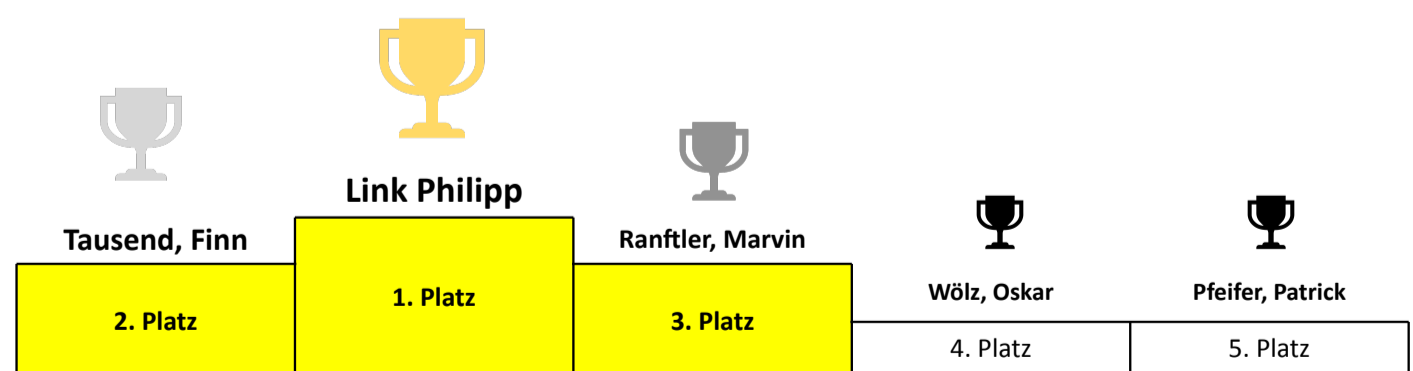 Link Philipp
Tausend, Finn
Ranftler, Marvin
Wölz, Oskar
Pfeifer, Patrick
1. Platz
2. Platz
3. Platz
4. Platz
5. Platz